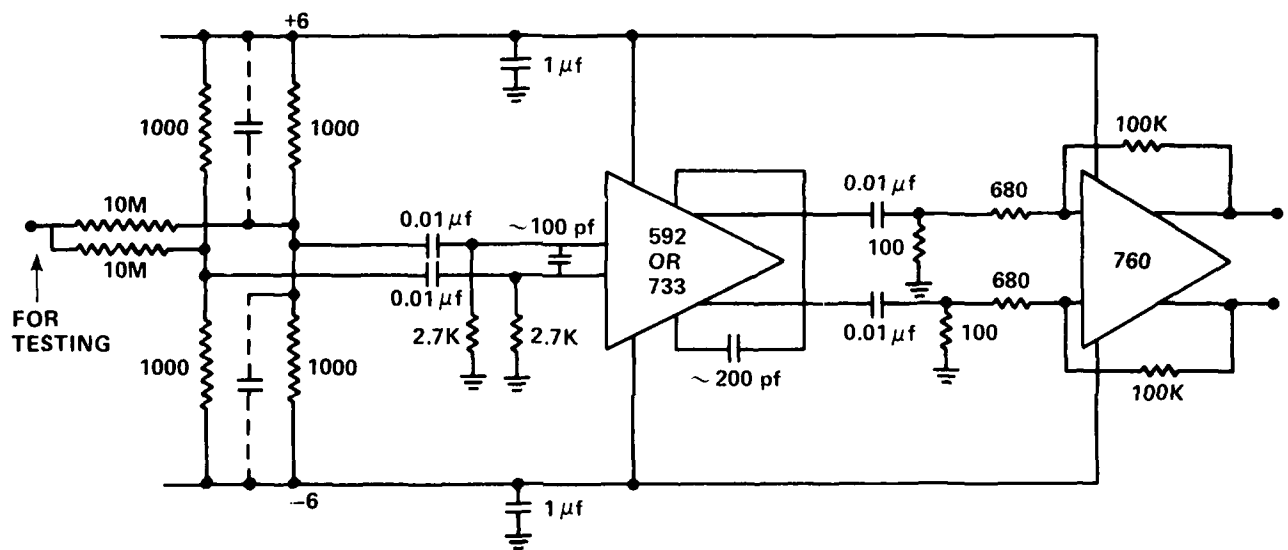 +6
1 µf
1000
1000
100K
10M
0.01 µf
680
0.01 µf
~ 100 pf
592
OR
733
100
760
10M
0.01 µf
680
FOR
TESTING
2.7K
2.7K
0.01 µf
100
1000
1000
~ 200 pf
100K
–6
1 µf